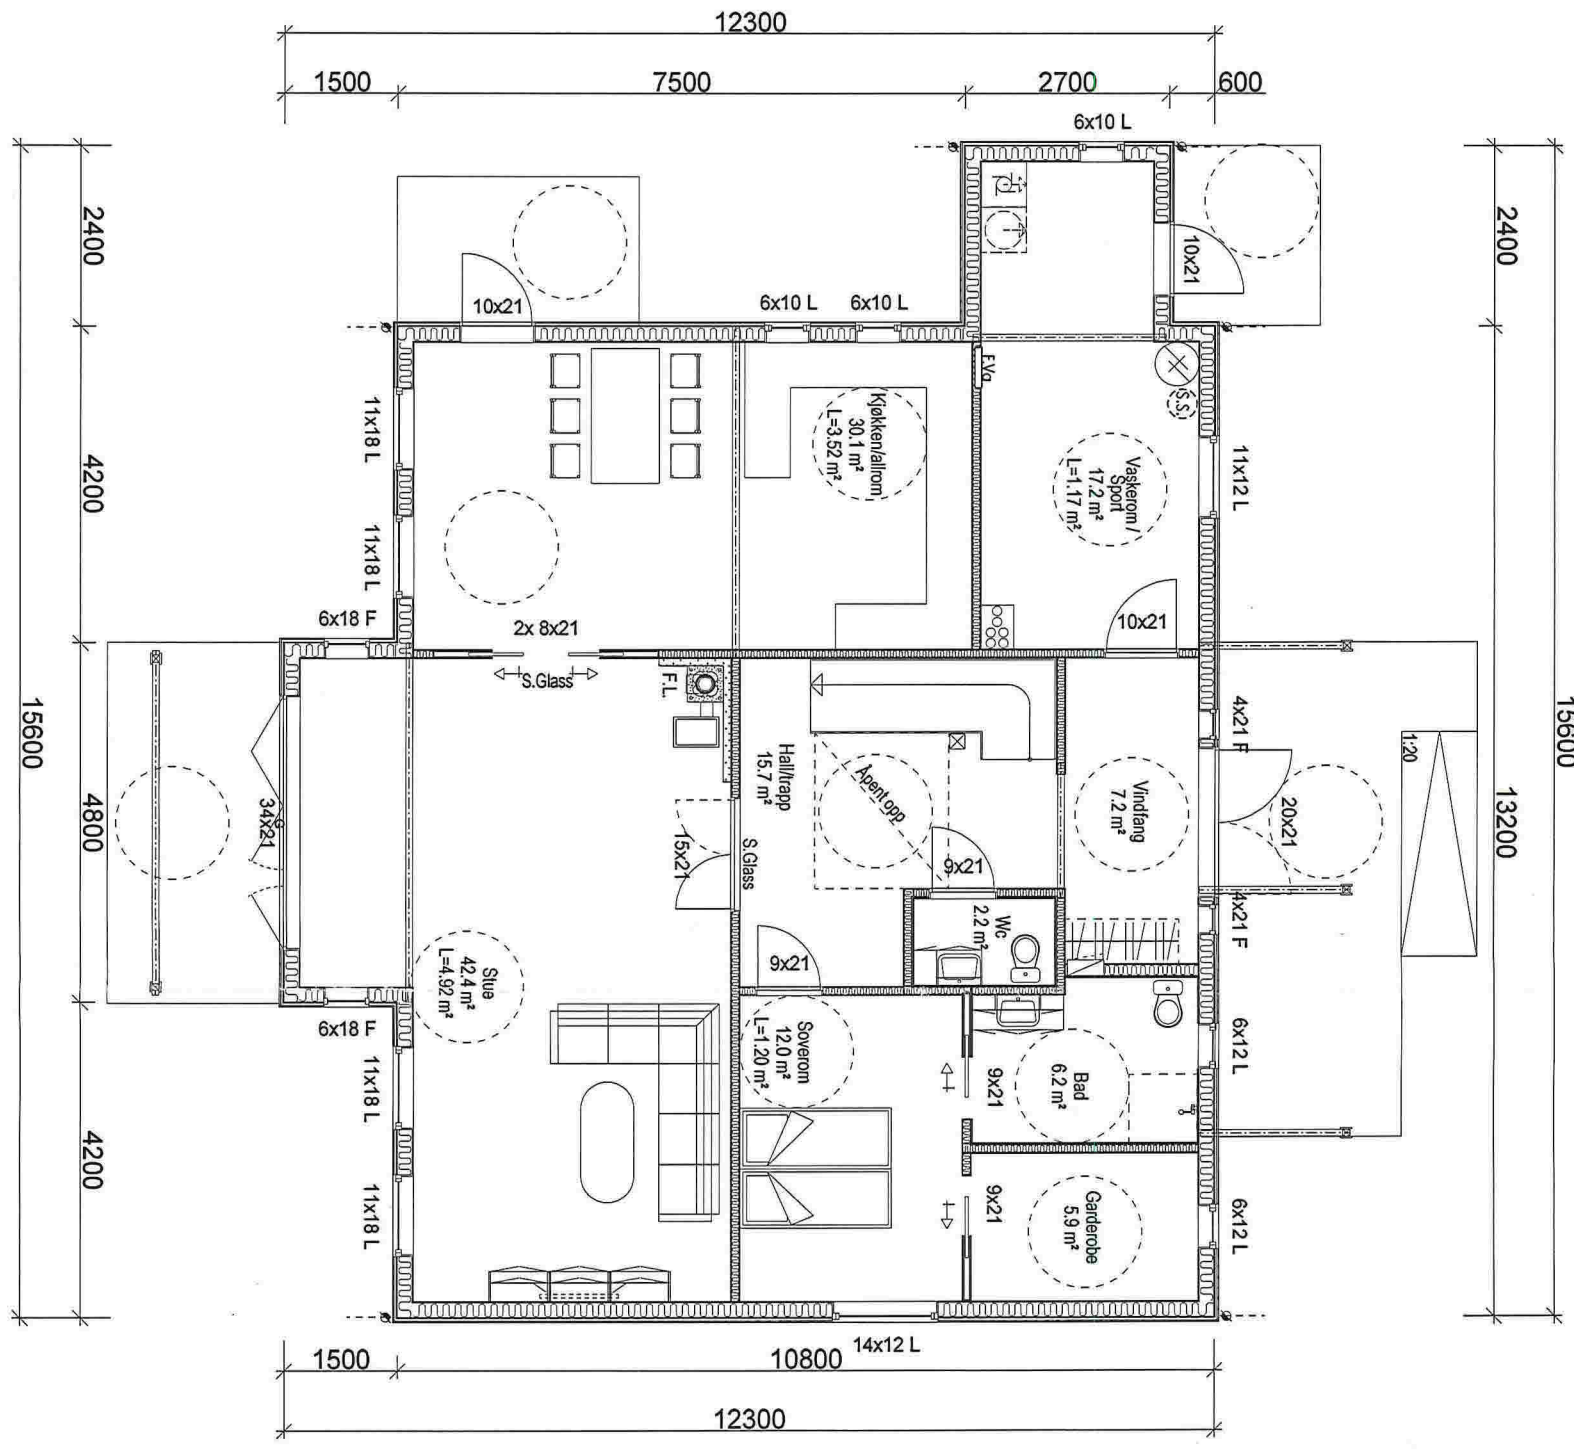 12300
1500
7500
2700
600
6x10 L
2400
2400
10x21
10x21
6x10 L
6x10 L
F.Vg
S.S.
Kjøkken/allrom
30.1 m²
L=3.52 m²
Vaskerom /
Sport
17.2 m²
L=1.17 m²
11x18 L
11x12 L
4200
11x18 L
6x18 F
2x 8x21
10x21
S.Glass
F.L.
15600
15600
4x21 F
1:20
Hall/trapp
15.7 m²
Åpent opp
Vindfang
7.2 m²
34x21
4800
13200
20x21
15x21
S.Glass
9x21
Wc
2.2 m²
4x21 F
Stue
42.4 m²
L=4.92 m²
9x21
6x18 F
Soverom
12.0 m²
L=1.20 m²
9x21
Bad
6.2 m²
6x12 L
11x18 L
4200
11x18 L
9x21
Garderobe
5.9 m²
6x12 L
14x12 L
1500
10800
12300